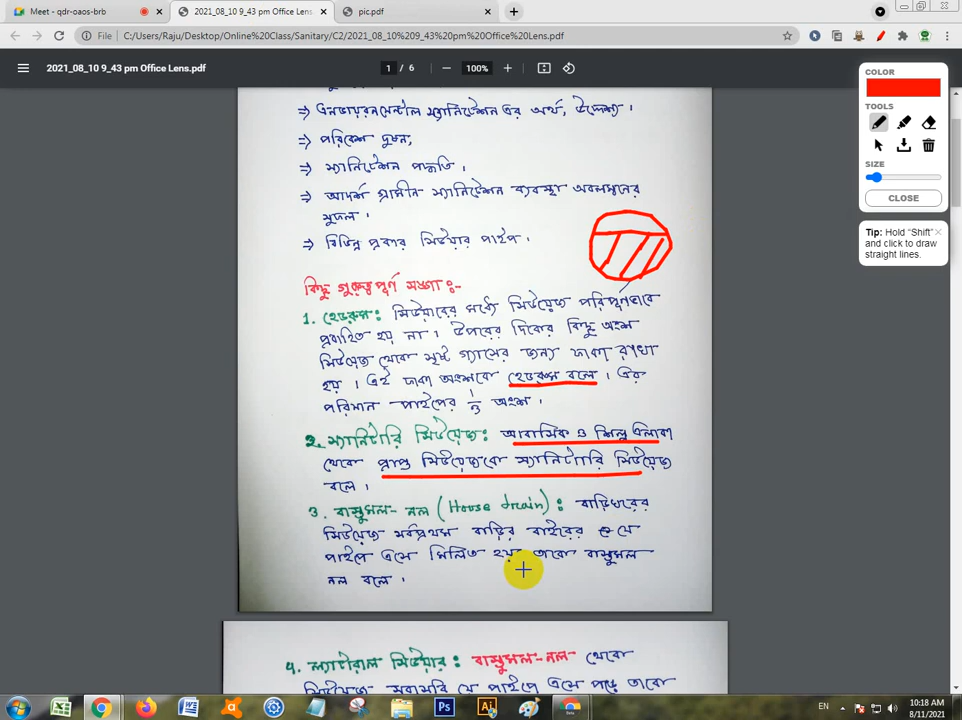 Meet - qdr-oaos-brb
2021_08_10 9_43 pm Office Lens.
pic.pdf
File
C:/Users/Raju/Desktop/Online%20Class/Sanitary/C2/2021_08_10%209_43%20pm%20Office%20Lens.pdf
2021_08_10 9_43 pm Office Lens.pdf
1 / 6
100%
COLOR
TOOLS
SIZE
CLOSE
Tip: Hold "Shift"
and click to draw
straight lines.
⇒ এনভায়রনমেন্টাল স্যানিটেশন এর অর্থ, উদ্দেশ্য।
⇒ পরিবেশ দূষন,
⇒ স্যানিটেশন পদ্ধতি।
⇒ আদর্শ গ্রামীন স্যানিটেশন ব্যবস্থা অবলম্বনের
সুফল।
⇒ বিভিন্ন প্রকার সিউয়ার পাইপ।
কিছু গুরুত্বপূর্ণ সঙ্গা :-
1. হেডরুম: সিউয়ারের মধ্যে সিউয়েজ পরিপূর্ণভাবে
প্রবাহিত হয় না। উপরের দিকের কিছু অংশ
সিউয়েজ থেকে সৃষ্ট গ্যাসের জন্য ফাকা রাখা
হয়। এই ফাকা অংশকে হেডরুম বলে। এর
পরিমান পাইপের 1/3 অংশ।
2. স্যানিটারি সিউয়েজ: আবাসিক ও শিল্প এলাকা
থেকে প্রাপ্ত সিউয়েজকে স্যানিটারি সিউয়েজ
বলে।
3. বাস্তুমল-নল (House drain): বাড়িঘরের
সিউয়েজ সর্বপ্রথম বাড়ির বাইরের যে
পাইপে এসে মিলিত হয় তাকে বাস্তুমল
নল বলে।
4. ল্যাটারাল সিউয়ার: বাস্তুমল-নল থেকে
সিউয়েজ সরাসরি যে পাইপে এসে পড়ে তাকে
EN
10:18 AM
8/11/2021